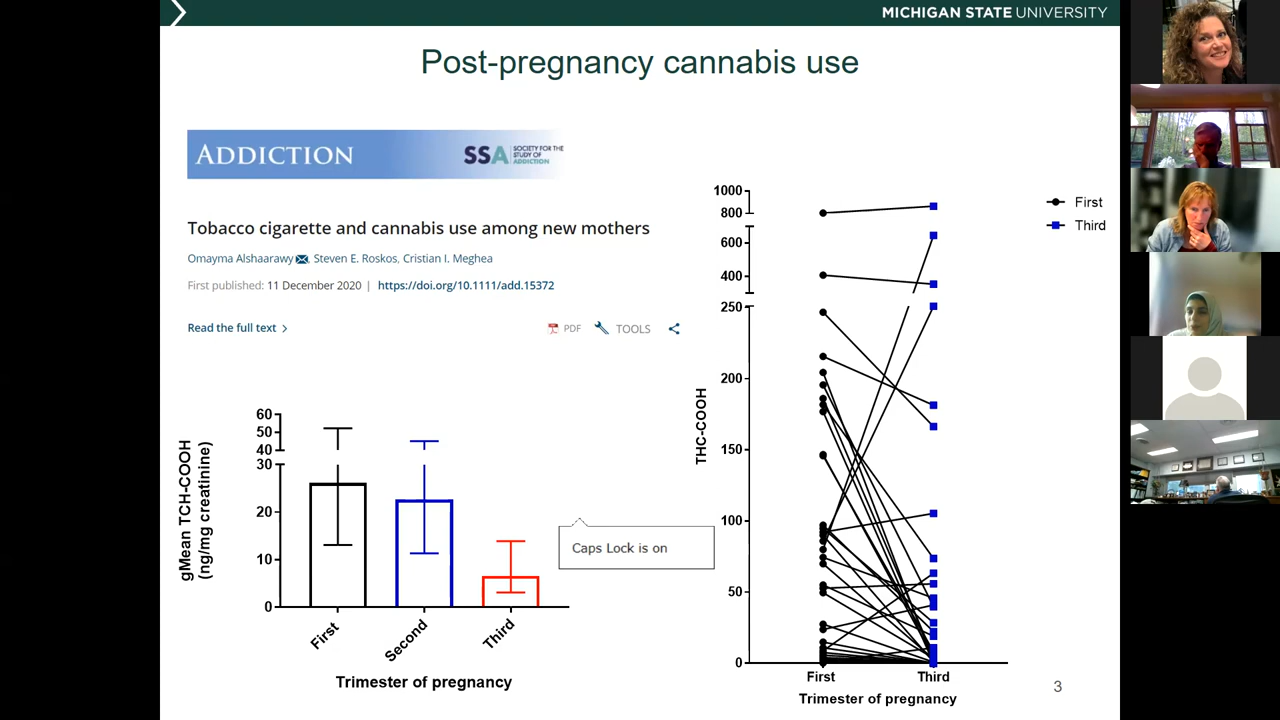 MICHIGAN STATE UNIVERSITY
Post-pregnancy cannabis use
ADDICTION
SSA SOCIETY FOR THE
STUDY OF
ADDICTION
Tobacco cigarette and cannabis use among new mothers
Omayma Alshaarawy, Steven E. Roskos, Cristian I. Meghea
First published: 11 December 2020 | https://doi.org/10.1111/add.15372
Read the full text
PDF
TOOLS
gMean TCH-COOH
(ng/mg creatinine)
60
50
40
30
20
10
0
First
Second
Third
Trimester of pregnancy
Caps Lock is on
THC-COOH
1000
800
600
400
250
200
150
100
50
0
First
Third
Trimester of pregnancy
First
Third
3